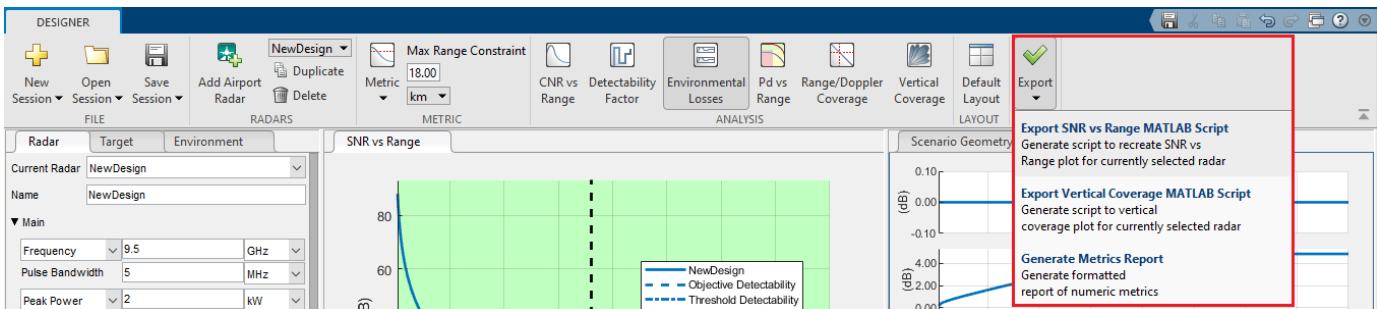 DESIGNER
New
Session
Open
Session
Save
Session
FILE
Add Airport
Radar
NewDesign
Duplicate
Delete
RADARS
Metric
Max Range Constraint
18.00
km
METRIC
CNR vs
Range
Detectability
Factor
Environmental
Losses
Pd vs
Range
Range/Doppler
Coverage
Vertical
Coverage
ANALYSIS
Default
Layout
LAYOUT
Export
Export SNR vs Range MATLAB Script
Generate script to recreate SNR vs
Range plot for currently selected radar
Export Vertical Coverage MATLAB Script
Generate script to vertical
coverage plot for currently selected radar
Generate Metrics Report
Generate formatted
report of numeric metrics
Radar Target Environment
Current Radar NewDesign
Name NewDesign
Main
Frequency 9.5 GHz
Pulse Bandwidth 5 MHz
Peak Power 2 kW
SNR vs Range
80
60
NewDesign
Objective Detectability
Threshold Detectability
Scenario Geometry
0.10
0.00
-0.10
(dB)
4.00
2.00
0.00
(dB)